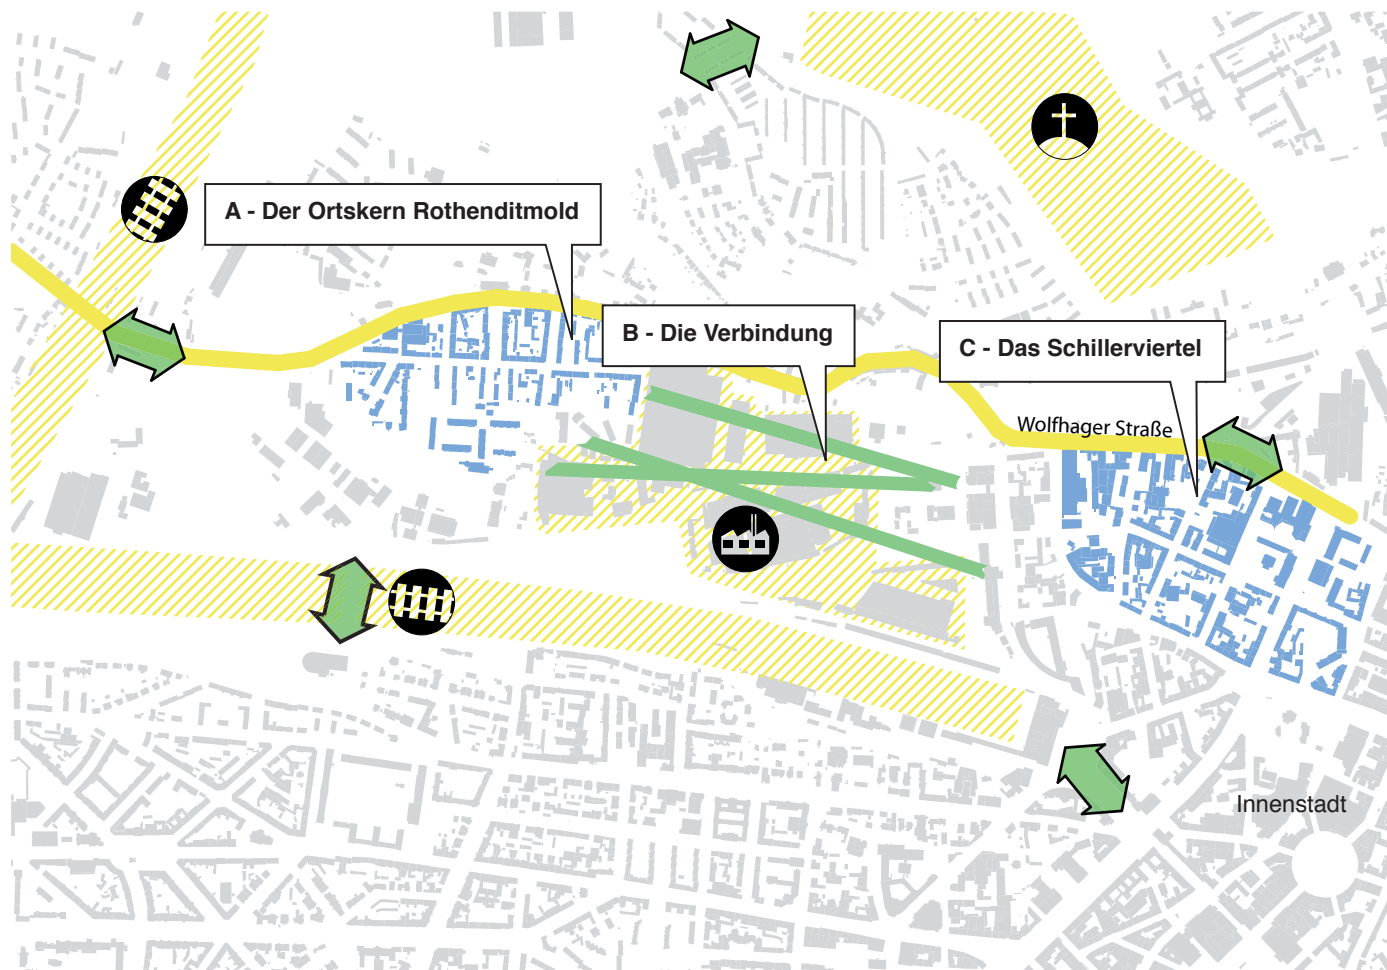 A - Der Ortskern Rothenditmold
B - Die Verbindung
C - Das Schillerviertel
Wolfhager Straße
Innenstadt